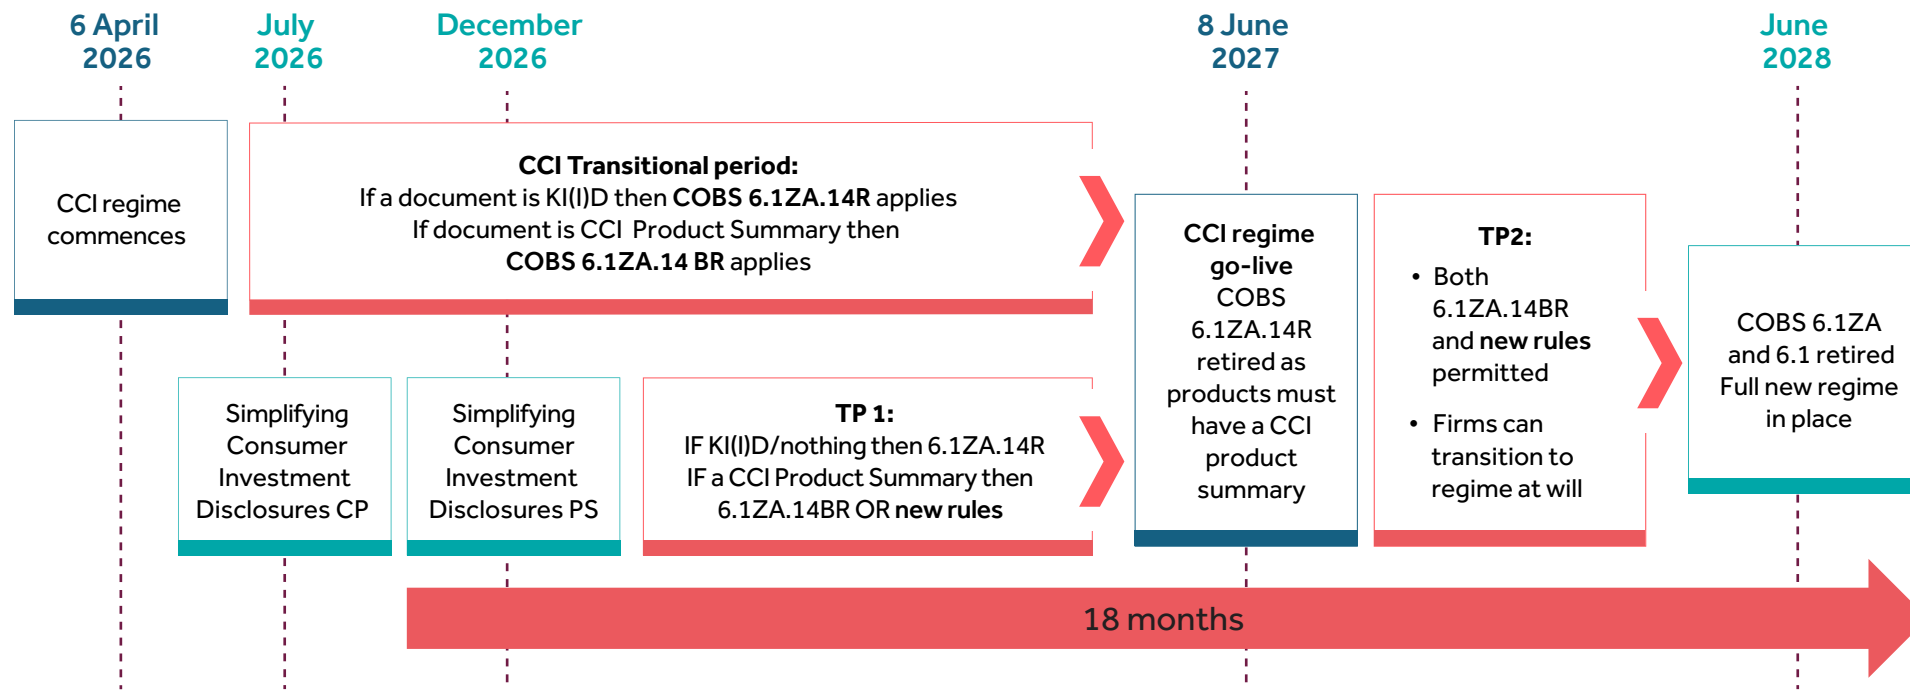 6 April
2026
July
2026
December
2026
8 June
2027
June
2028
CCI regime
commences
CCI Transitional period:
If a document is KI(I)D then COBS 6.1ZA.14R applies
If document is CCI Product Summary then
COBS 6.1ZA.14 BR applies
Simplifying
Consumer
Investment
Disclosures CP
Simplifying
Consumer
Investment
Disclosures PS
TP 1:
IF KI(I)D/nothing then 6.1ZA.14R
IF a CCI Product Summary then
6.1ZA.14BR OR new rules
CCI regime
go-live
COBS
6.1ZA.14R
retired as
products must
have a CCI
product
summary
TP2:
• Both
6.1ZA.14BR
and new rules
permitted
• Firms can
transition to
regime at will
COBS 6.1ZA
and 6.1 retired
Full new regime
in place
18 months